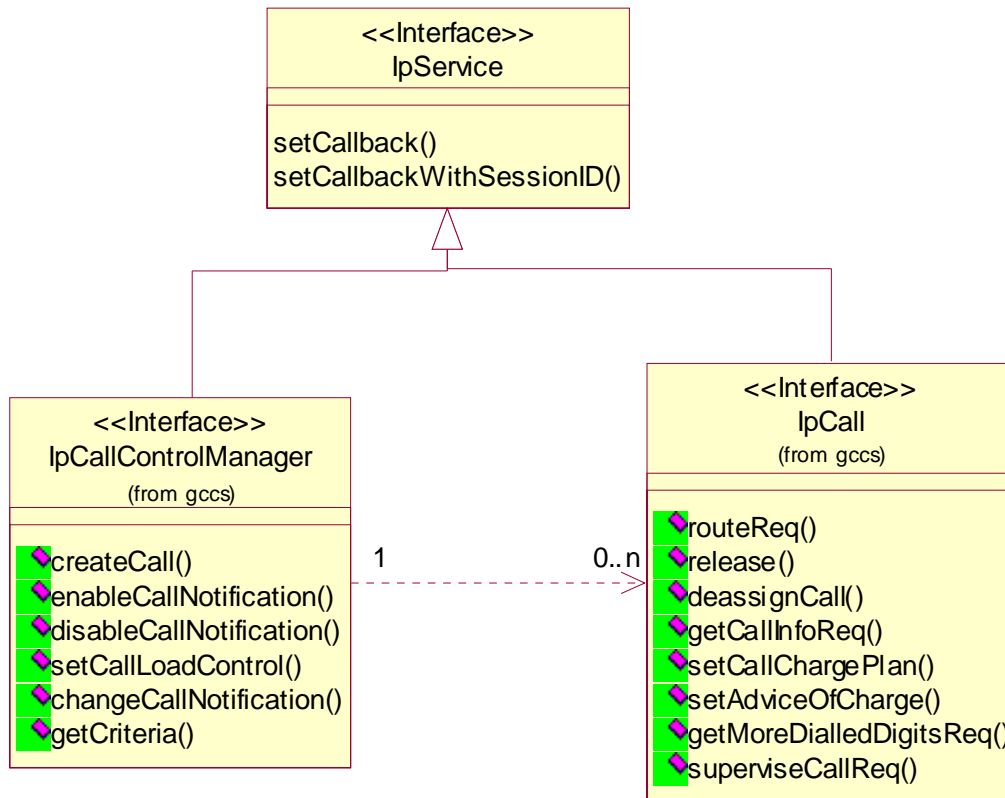 <<Interface>>
IpService
setCallback()
setCallbackWithSessionID()
<<Interface>>
IpCallControlManager
(from gccs)
createCall()
enableCallNotification()
disableCallNotification()
setCallLoadControl()
changeCallNotification()
getCriteria()
1
0..n
<<Interface>>
IpCall
(from gccs)
routeReq()
release()
deassignCall()
getCallInfoReq()
setCallChargePlan()
setAdviceOfCharge()
getMoreDialledDigitsReq()
superviseCallReq()